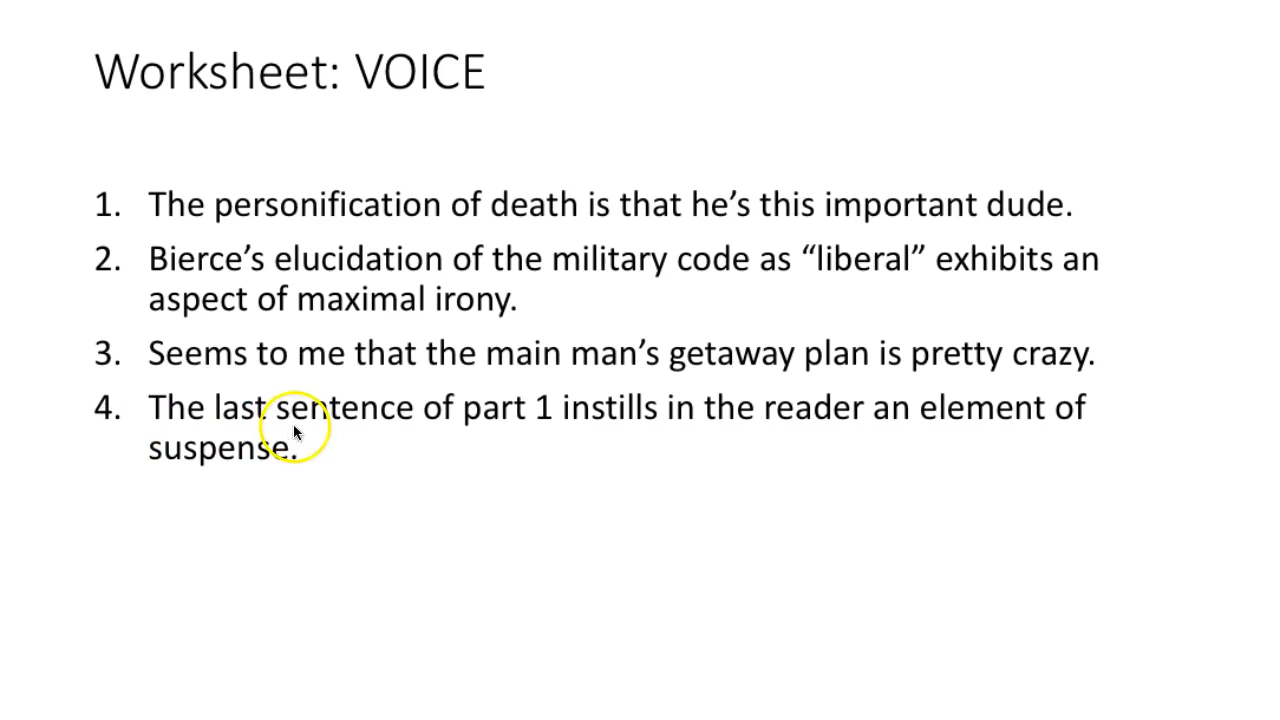 Worksheet: VOICE
1. The personification of death is that he’s this important dude.
2. Bierce’s elucidation of the military code as “liberal” exhibits an
aspect of maximal irony.
3. Seems to me that the main man’s getaway plan is pretty crazy.
4. The last sentence of part 1 instills in the reader an element of
suspense.